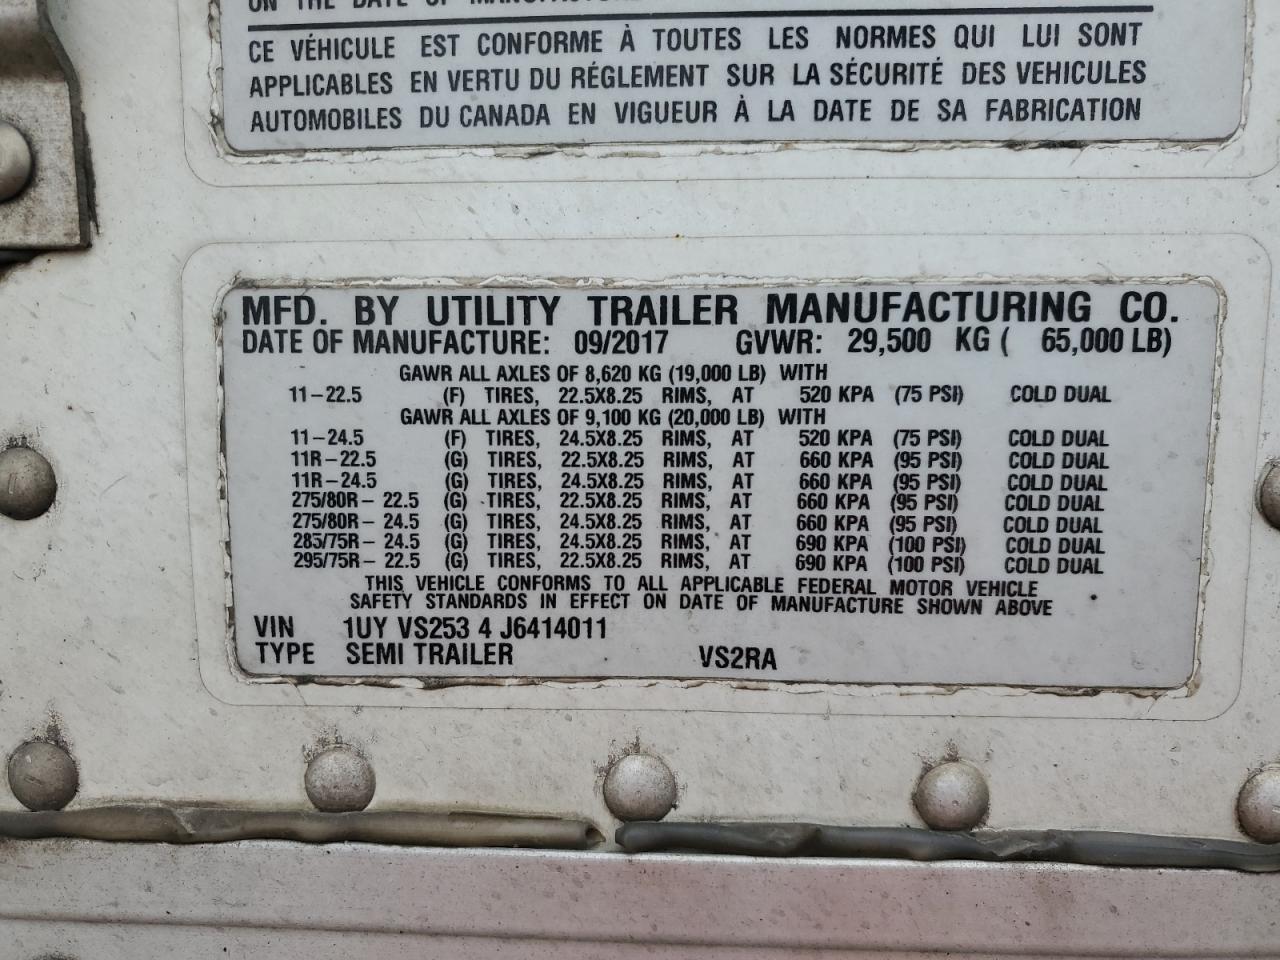 ON THE DATE OF MANUFACTURE
CE VÉHICULE EST CONFORME À TOUTES LES NORMES QUI LUI SONT
APPLICABLES EN VERTU DU RÉGLEMENT SUR LA SÉCURITÉ DES VEHICULES
AUTOMOBILES DU CANADA EN VIGUEUR À LA DATE DE SA FABRICATION
MFD. BY UTILITY TRAILER MANUFACTURING CO.
DATE OF MANUFACTURE: 09/2017 GVWR: 29,500 KG ( 65,000 LB)
GAWR ALL AXLES OF 8,620 KG (19,000 LB) WITH
11-22.5 (F) TIRES, 22.5X8.25 RIMS, AT 520 KPA (75 PSI) COLD DUAL
GAWR ALL AXLES OF 9,100 KG (20,000 LB) WITH
11-24.5 (F) TIRES, 24.5X8.25 RIMS, AT 520 KPA (75 PSI) COLD DUAL
11R-22.5 (G) TIRES, 22.5X8.25 RIMS, AT 660 KPA (95 PSI) COLD DUAL
11R-24.5 (G) TIRES, 24.5X8.25 RIMS, AT 660 KPA (95 PSI) COLD DUAL
275/80R- 22.5 (G) TIRES, 22.5X8.25 RIMS, AT 660 KPA (95 PSI) COLD DUAL
275/80R- 24.5 (G) TIRES, 24.5X8.25 RIMS, AT 660 KPA (95 PSI) COLD DUAL
285/75R- 24.5 (G) TIRES, 24.5X8.25 RIMS, AT 690 KPA (100 PSI) COLD DUAL
295/75R- 22.5 (G) TIRES, 22.5X8.25 RIMS, AT 690 KPA (100 PSI) COLD DUAL
THIS VEHICLE CONFORMS TO ALL APPLICABLE FEDERAL MOTOR VEHICLE
SAFETY STANDARDS IN EFFECT ON DATE OF MANUFACTURE SHOWN ABOVE
VIN 1UY VS253 4 J6414011
TYPE SEMI TRAILER VS2RA